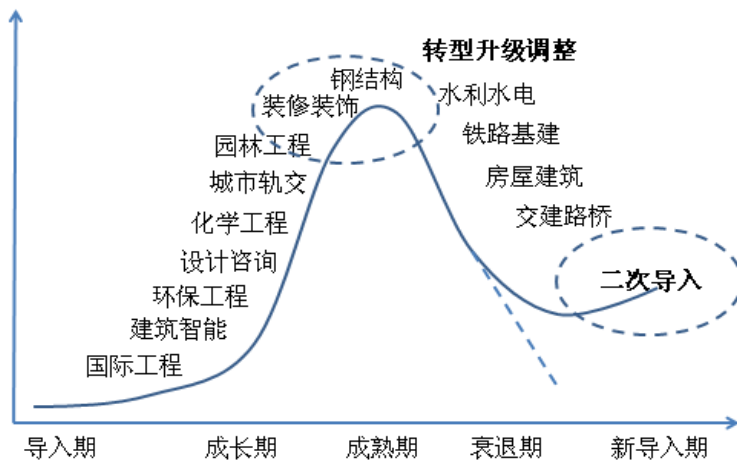 转型升级调整
钢结构
装修装饰
水利水电
园林工程
铁路基建
城市轨交
房屋建筑
化学工程
交建路桥
设计咨询
二次导入
环保工程
建筑智能
国际工程
导入期
成长期
成熟期
衰退期
新导入期